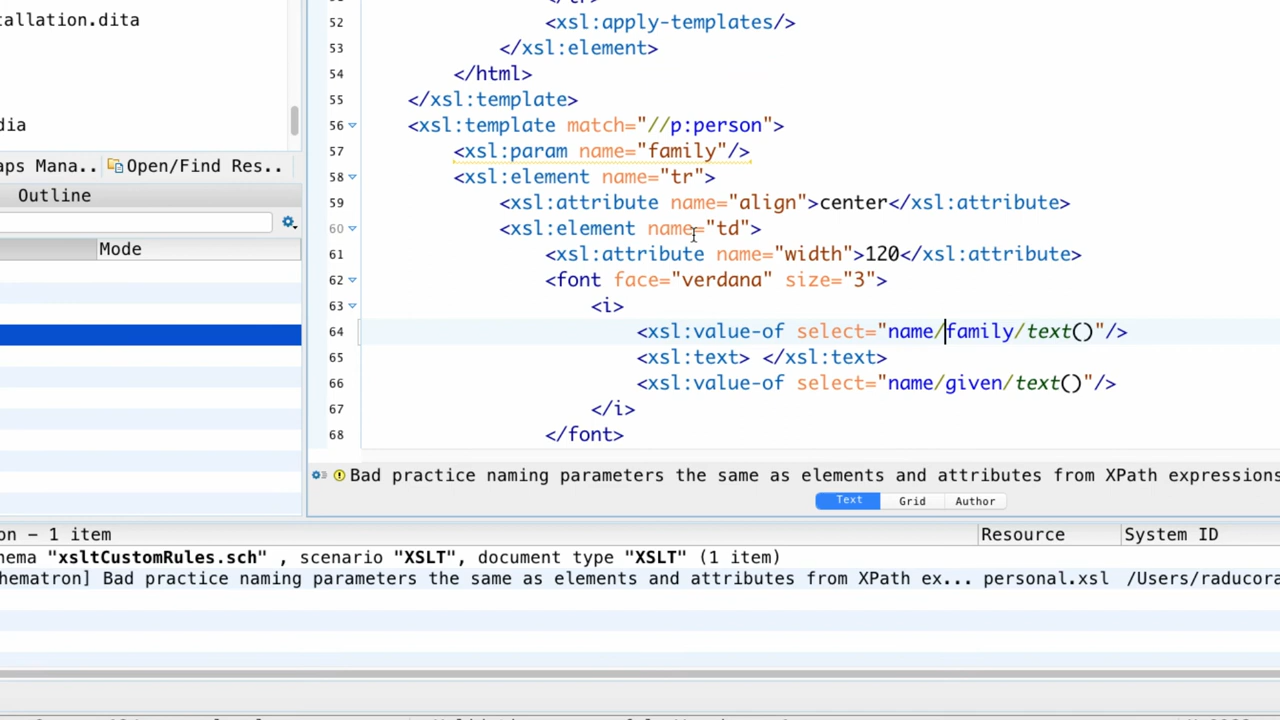 tallation.dita
dia
aps Mana.. Open/Find Res..
Outline
Mode
51 </tr>
52 <xsl:apply-templates/>
53 </xsl:element>
54 </html>
55 </xsl:template>
56 <xsl:template match="//p:person">
57 <xsl:param name="family"/>
58 <xsl:element name="tr">
59 <xsl:attribute name="align">center</xsl:attribute>
60 <xsl:element name="td">
61 <xsl:attribute name="width">120</xsl:attribute>
62 <font face="verdana" size="3">
63 <i>
64 <xsl:value-of select="name/family/text()"/>
65 <xsl:text> </xsl:text>
66 <xsl:value-of select="name/given/text()"/>
67 </i>
68 </font>
Bad practice naming parameters the same as elements and attributes from XPath expressions
Text Grid Author
on – 1 item
Resource System ID
hema "xsltCustomRules.sch" , scenario "XSLT", document type "XSLT" (1 item)
hematron] Bad practice naming parameters the same as elements and attributes from XPath ex... personal.xsl /Users/raducora